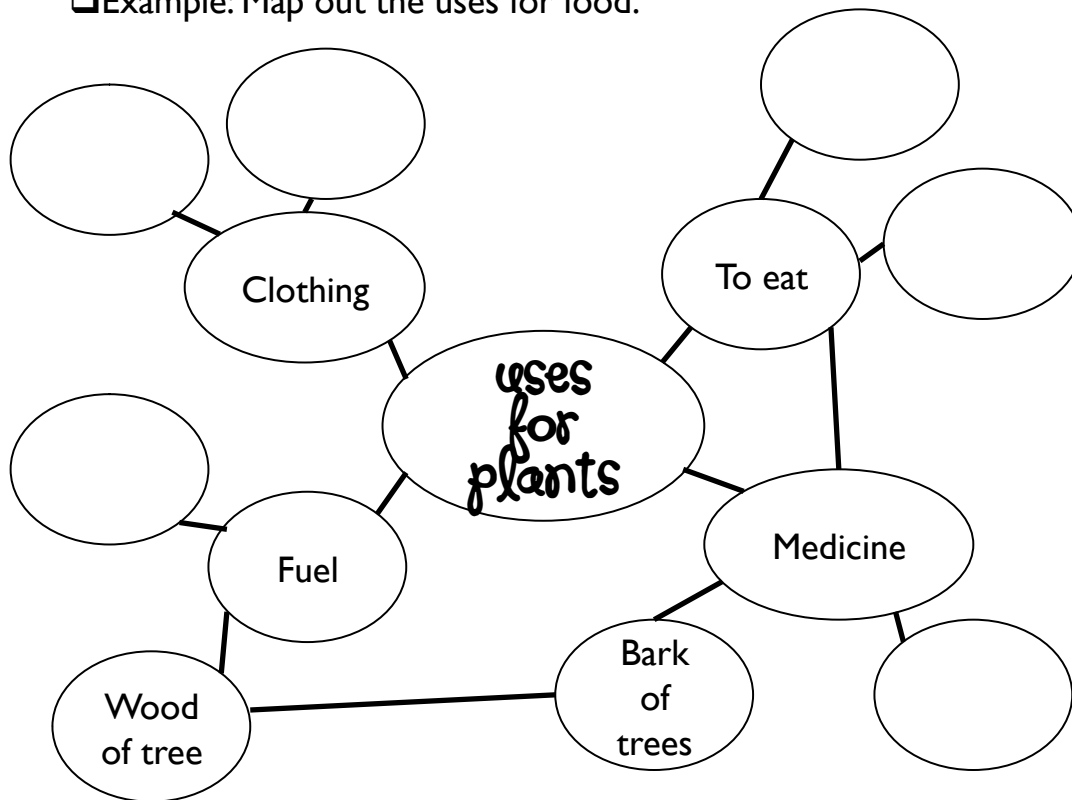 ❑Example: Map out the uses for food.
Clothing
To eat
uses
for
plants
Medicine
Fuel
Bark
of
trees
Wood
of tree